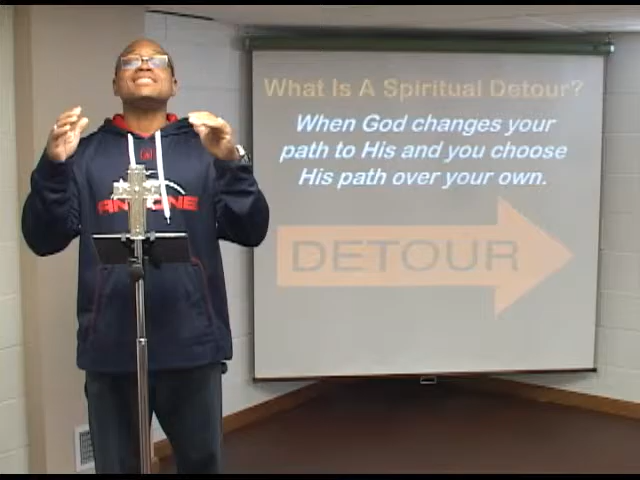 What Is A Spiritual Detour?
When God changes your
path to His and you choose
His path over your own.
DETOUR